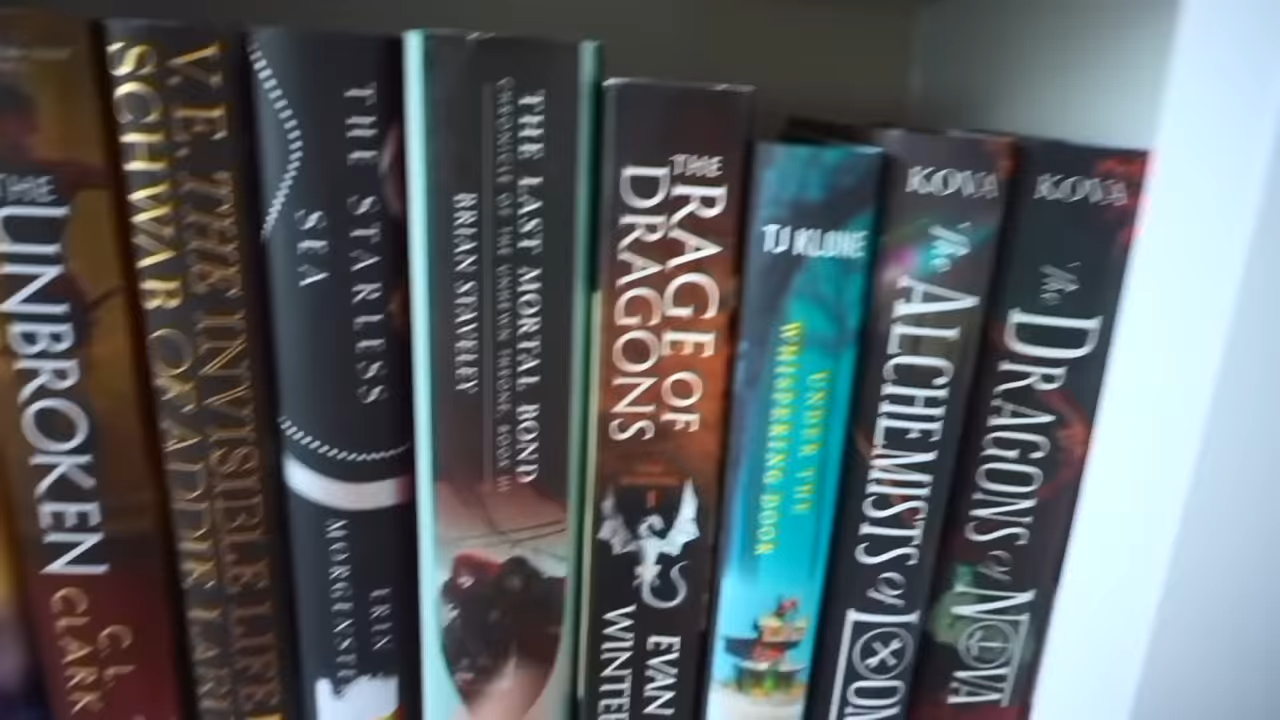 THE
UNBROKEN
C.L.
CLARK
V.E.
SCHWAB
THE INVISIBLE LIFE
OF ADDIE LARUE
THE STARLESS
SEA
ERIN
MORGENSTERN
THE LAST MORTAL BOND
CHRONICLE OF THE UNHEWN THRONE, BOOK III
BRIAN STAVELEY
THE
RAGE OF
DRAGONS
EVAN
WINTER
TJ KLUNE
UNDER THE
WHISPERING DOOR
KOVA
The
ALCHEMISTS of
KOVA
The
DRAGONS of NOVA